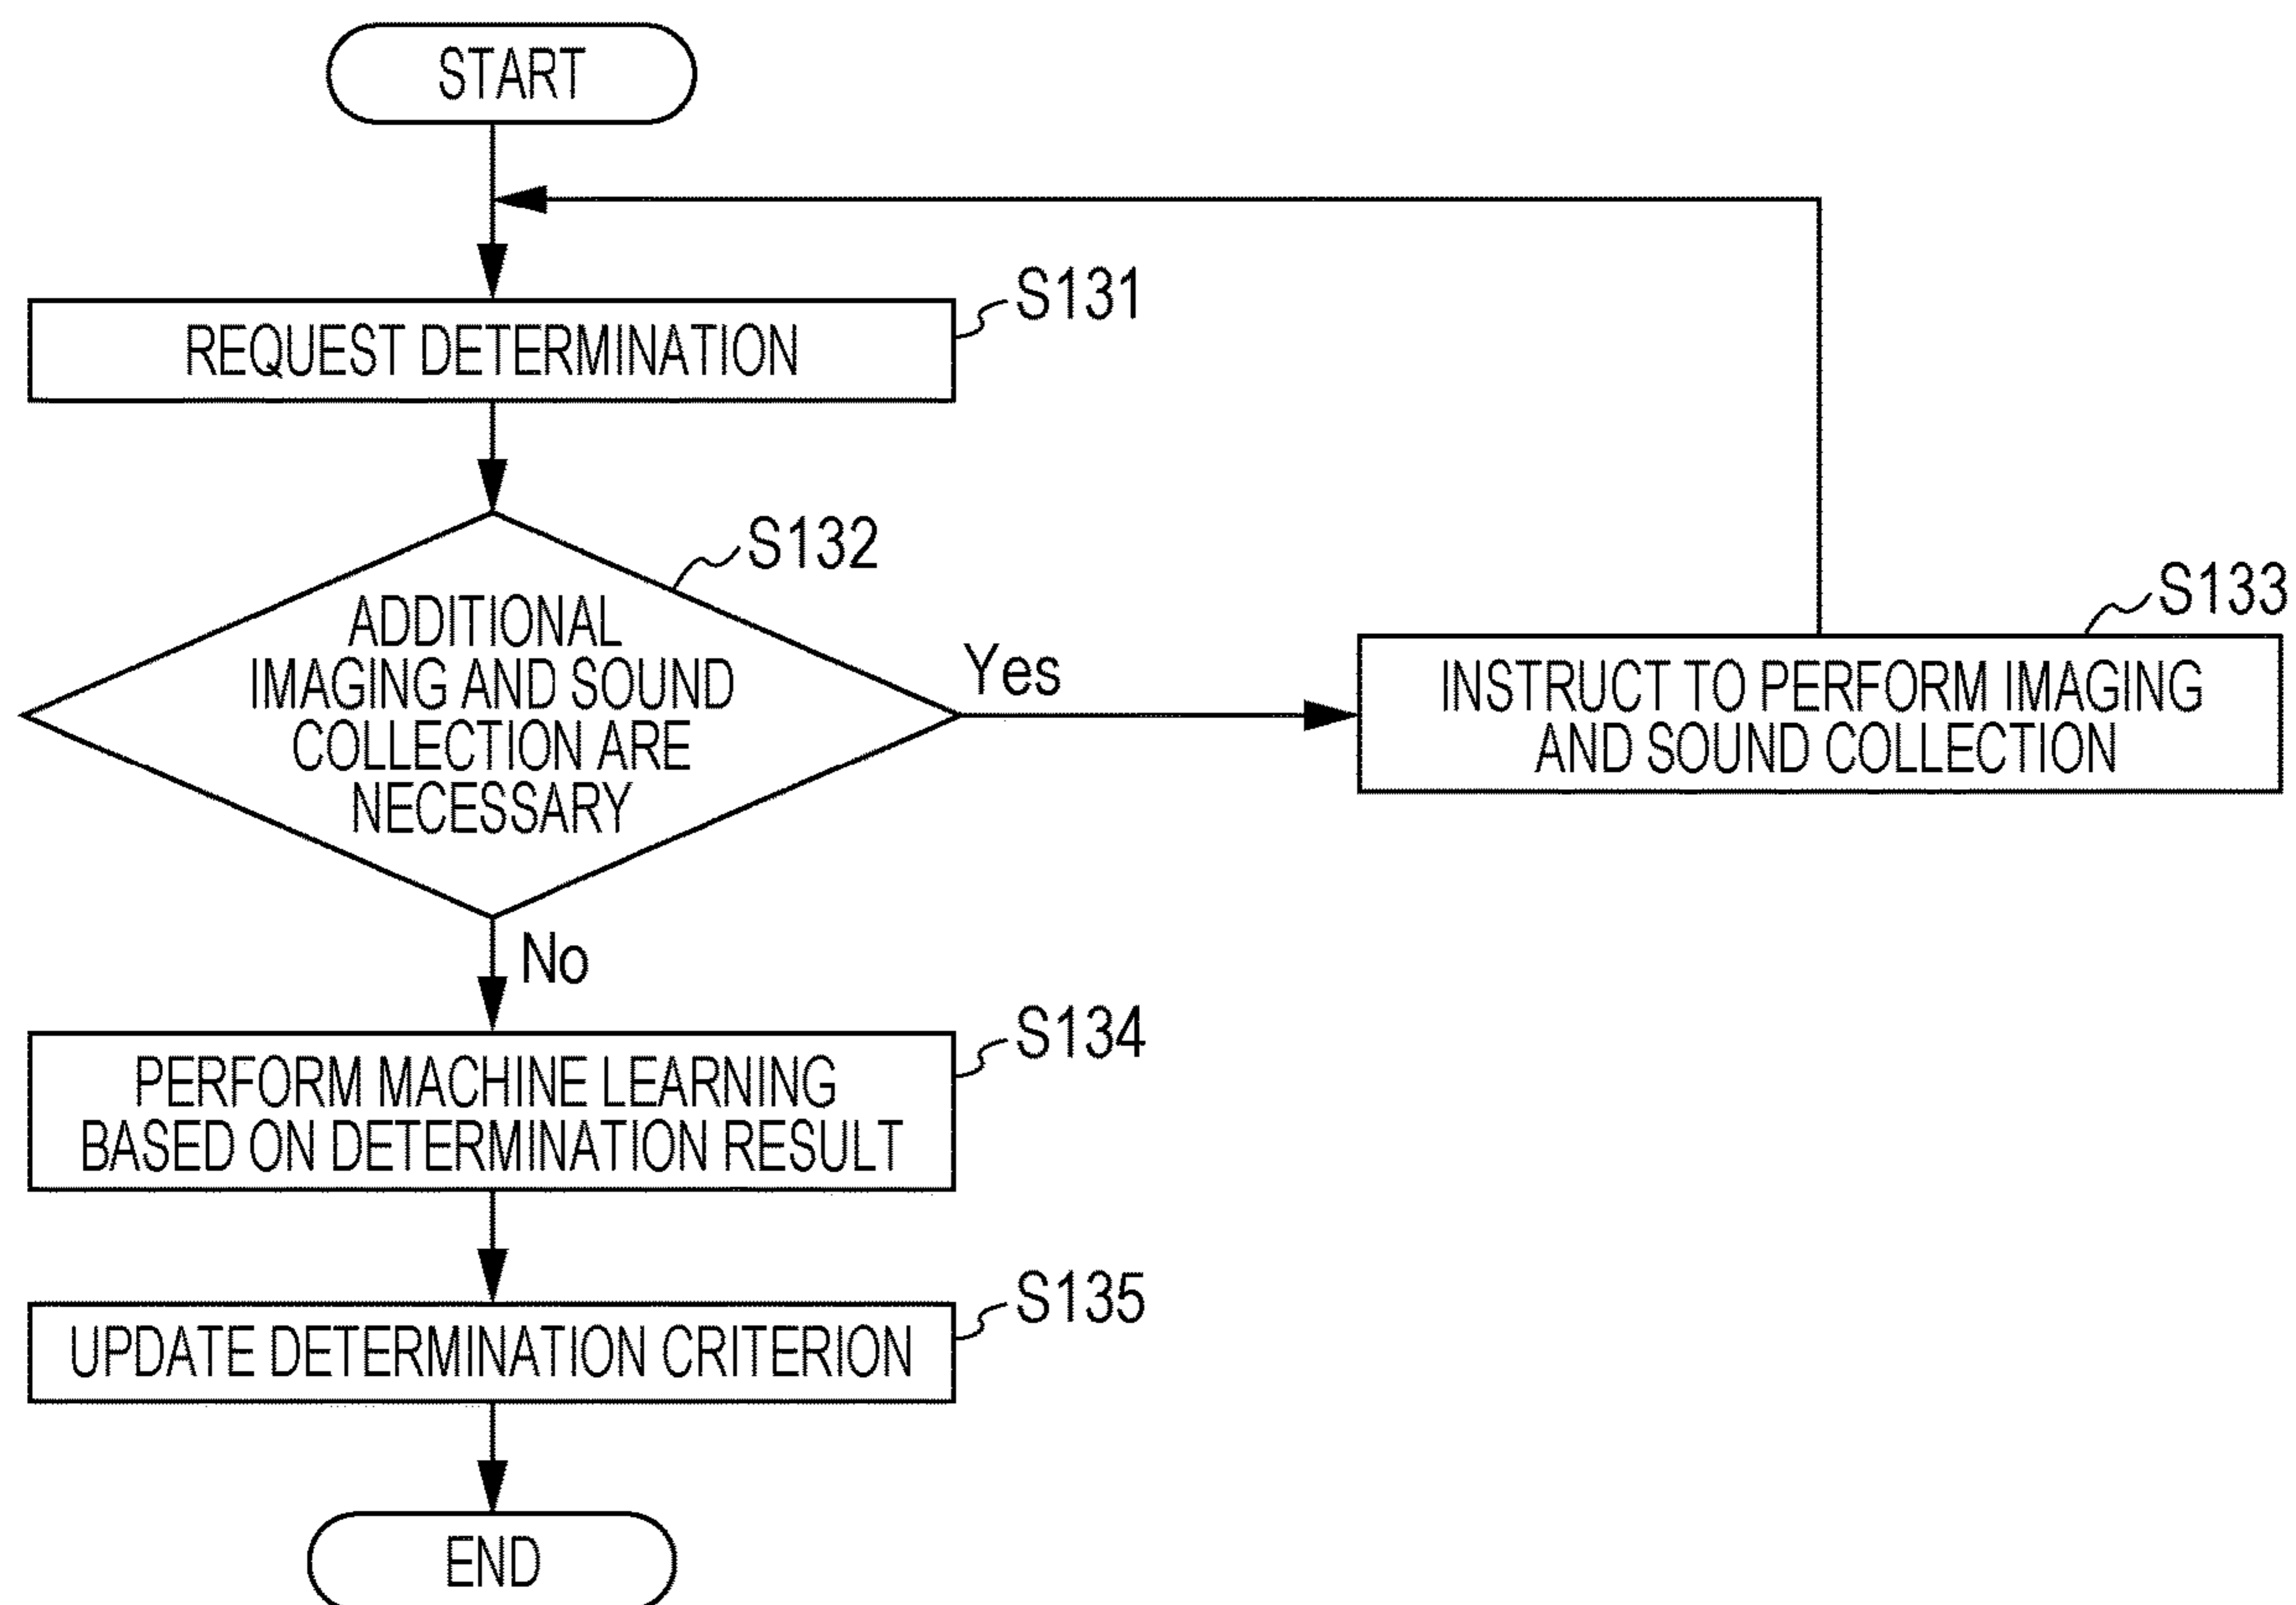 START
S131
REQUEST DETERMINATION
S132
ADDITIONAL
IMAGING AND SOUND
COLLECTION ARE
NECESSARY
Yes
S133
INSTRUCT TO PERFORM IMAGING
AND SOUND COLLECTION
No
S134
PERFORM MACHINE LEARNING
BASED ON DETERMINATION RESULT
S135
UPDATE DETERMINATION CRITERION
END